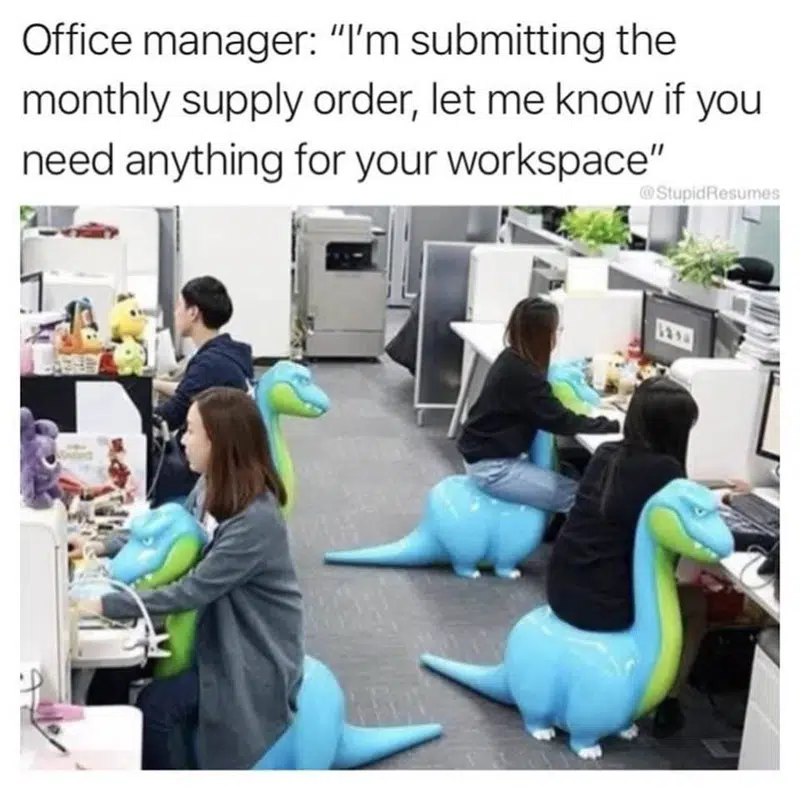 Office manager: “I’m submitting the
monthly supply order, let me know if you
need anything for your workspace”
@StupidResumes